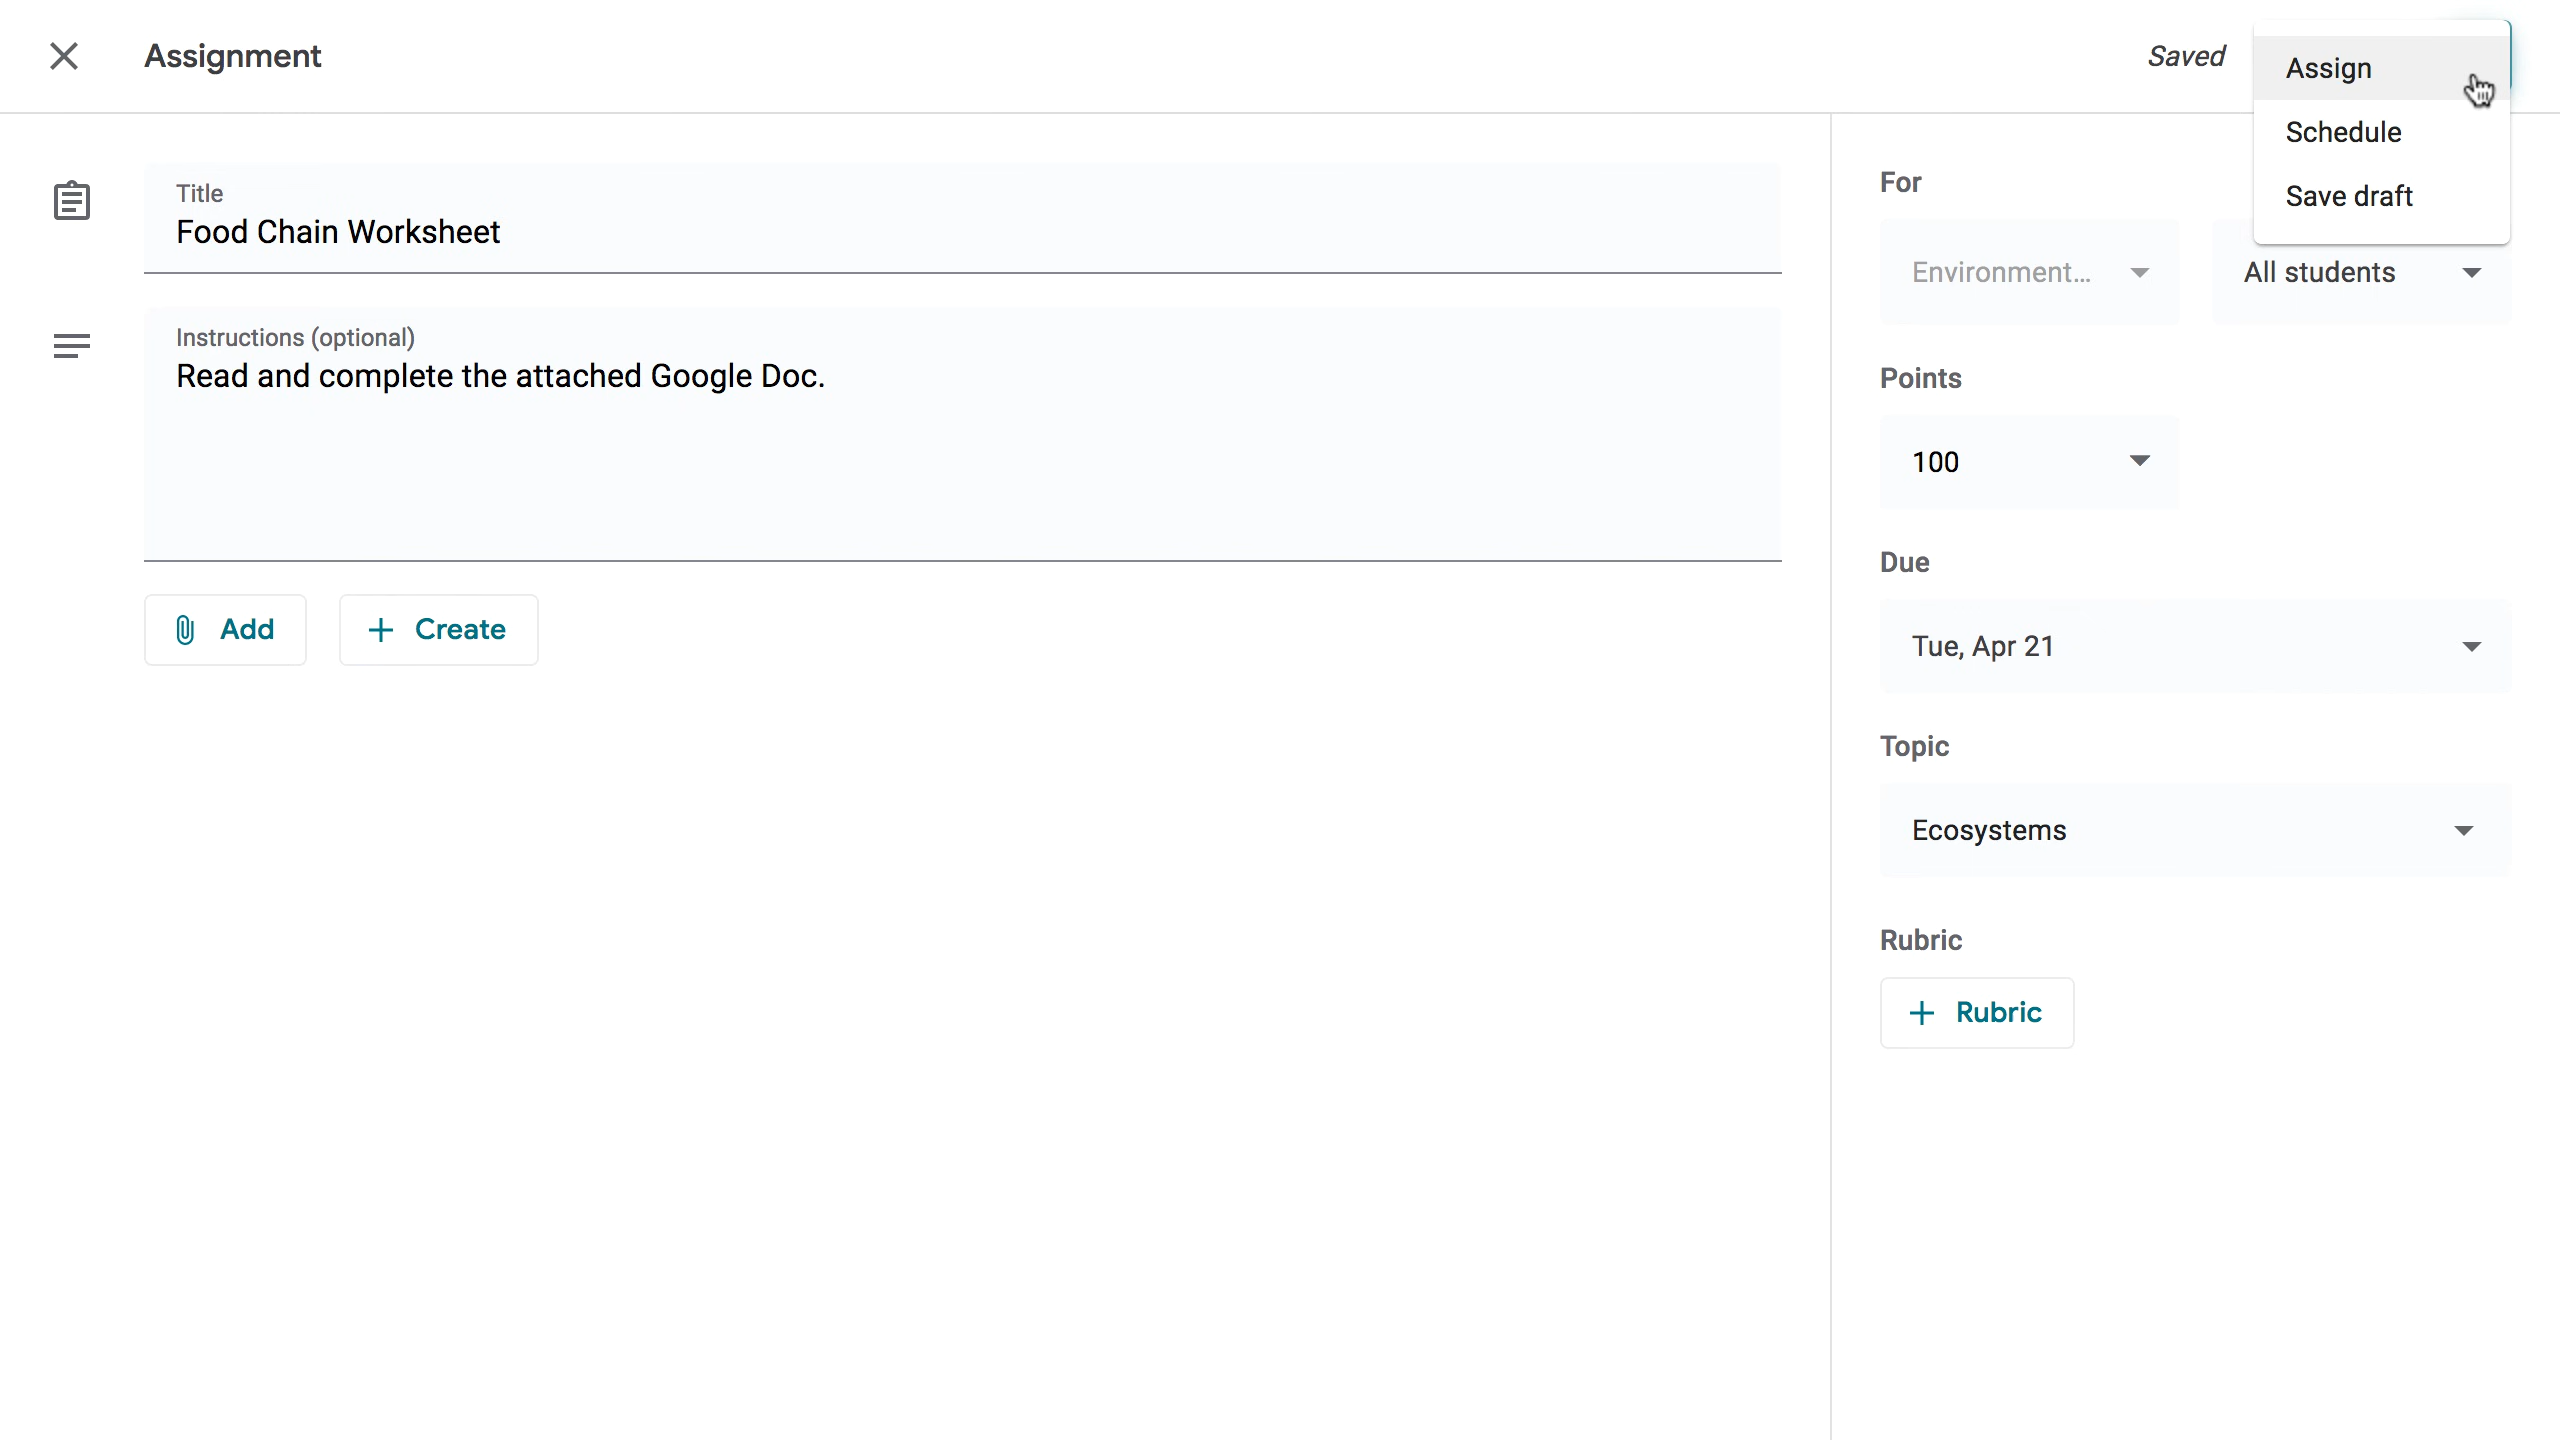 Assignment
Saved
Assign
Schedule
Save draft
Title
Food Chain Worksheet
Instructions (optional)
Read and complete the attached Google Doc.
Add
Create
For
Environment...
All students
Points
100
Due
Tue, Apr 21
Topic
Ecosystems
Rubric
Rubric